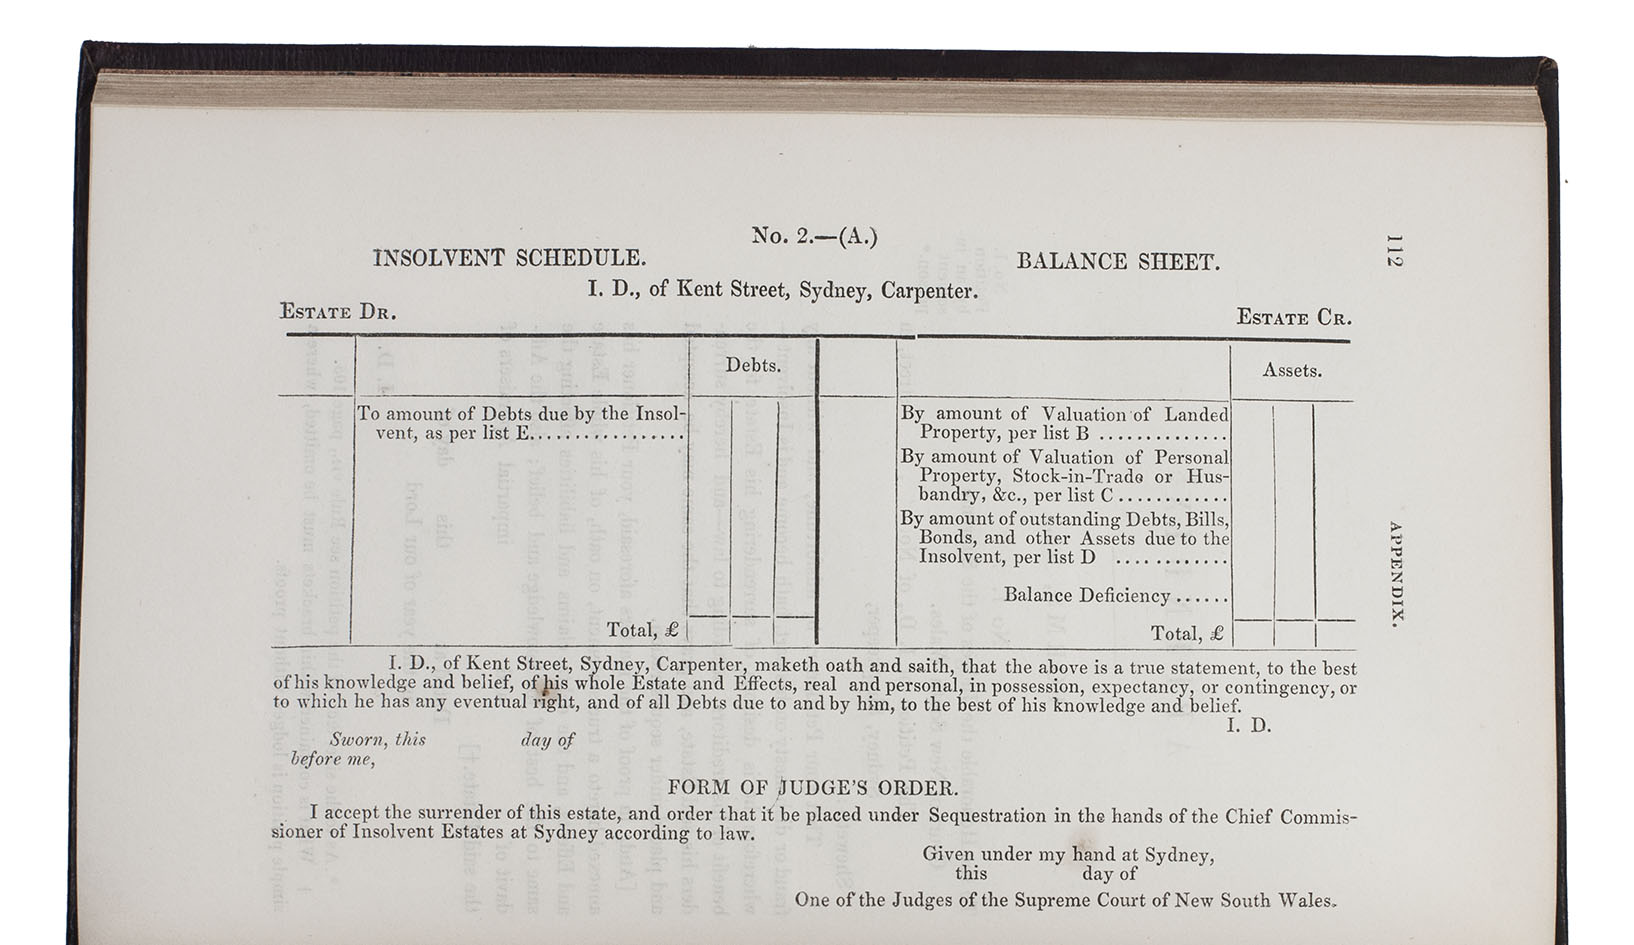 No. 2.—(A.)
INSOLVENT SCHEDULE. BALANCE SHEET.
I. D., of Kent Street, Sydney, Carpenter.
Estate Dr. Estate Cr.
Debts. Assets.
To amount of Debts due by the Insol-
vent, as per list E.................
Total, £
By amount of Valuation of Landed
Property, per list B ..............
By amount of Valuation of Personal
Property, Stock-in-Trade or Hus-
bandry, &c., per list C ............
By amount of outstanding Debts, Bills,
Bonds, and other Assets due to the
Insolvent, per list D ............
Balance Deficiency ......
Total, £
I. D., of Kent Street, Sydney, Carpenter, maketh oath and saith, that the above is a true statement, to the best
of his knowledge and belief, of his whole Estate and Effects, real and personal, in possession, expectancy, or contingency, or
to which he has any eventual right, and of all Debts due to and by him, to the best of his knowledge and belief.
I. D.
Sworn, this day of
before me,
FORM OF JUDGE'S ORDER.
I accept the surrender of this estate, and order that it be placed under Sequestration in the hands of the Chief Commis-
sioner of Insolvent Estates at Sydney according to law.
Given under my hand at Sydney,
this day of
One of the Judges of the Supreme Court of New South Wales.
112
APPENDIX.